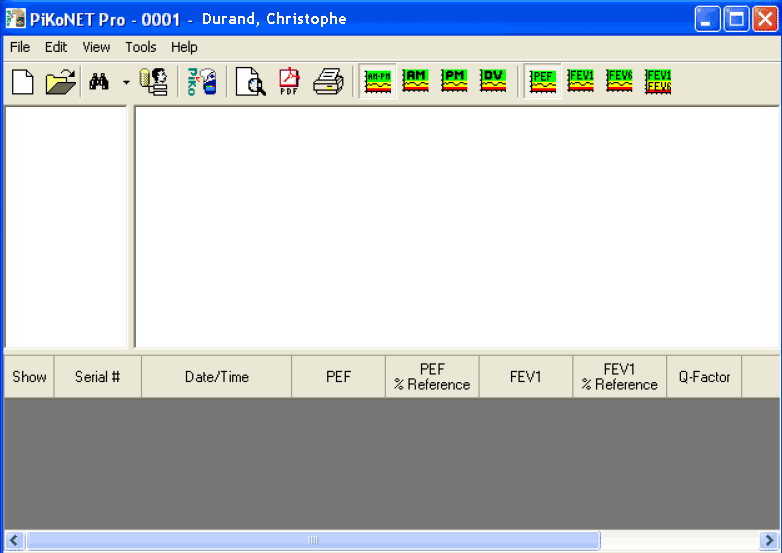 PiKoNET Pro - 0001 - Durand, Christophe
File Edit View Tools Help
PiKo PDF AM-PM AM PM DV PEF FEV1 FEV6 FEV1
FEV6
Show Serial # Date/Time PEF PEF
% Reference FEV1 FEV1
% Reference Q-Factor